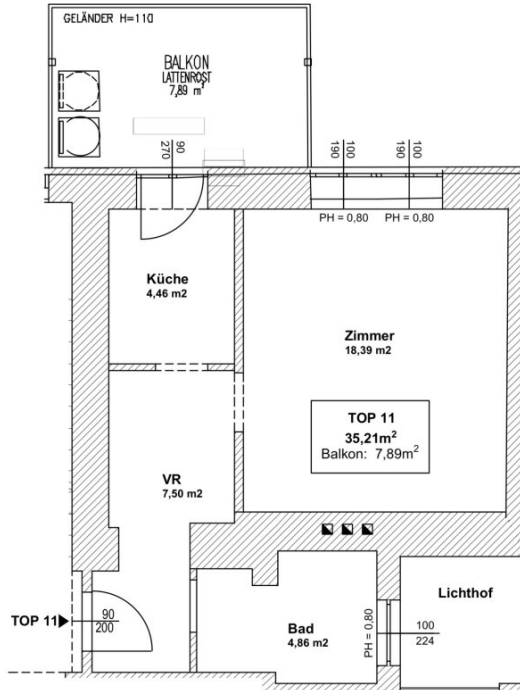 GELÄNDER H=110
BALKON
LATTENROST
7,89 m²
90
270
100
190
100
190
PH = 0,80
PH = 0,80
Küche
4,46 m2
Zimmer
18,39 m2
TOP 11
35,21m²
Balkon: 7,89m²
VR
7,50 m2
TOP 11
90
200
Bad
4,86 m2
PH = 0,80
100
224
Lichthof